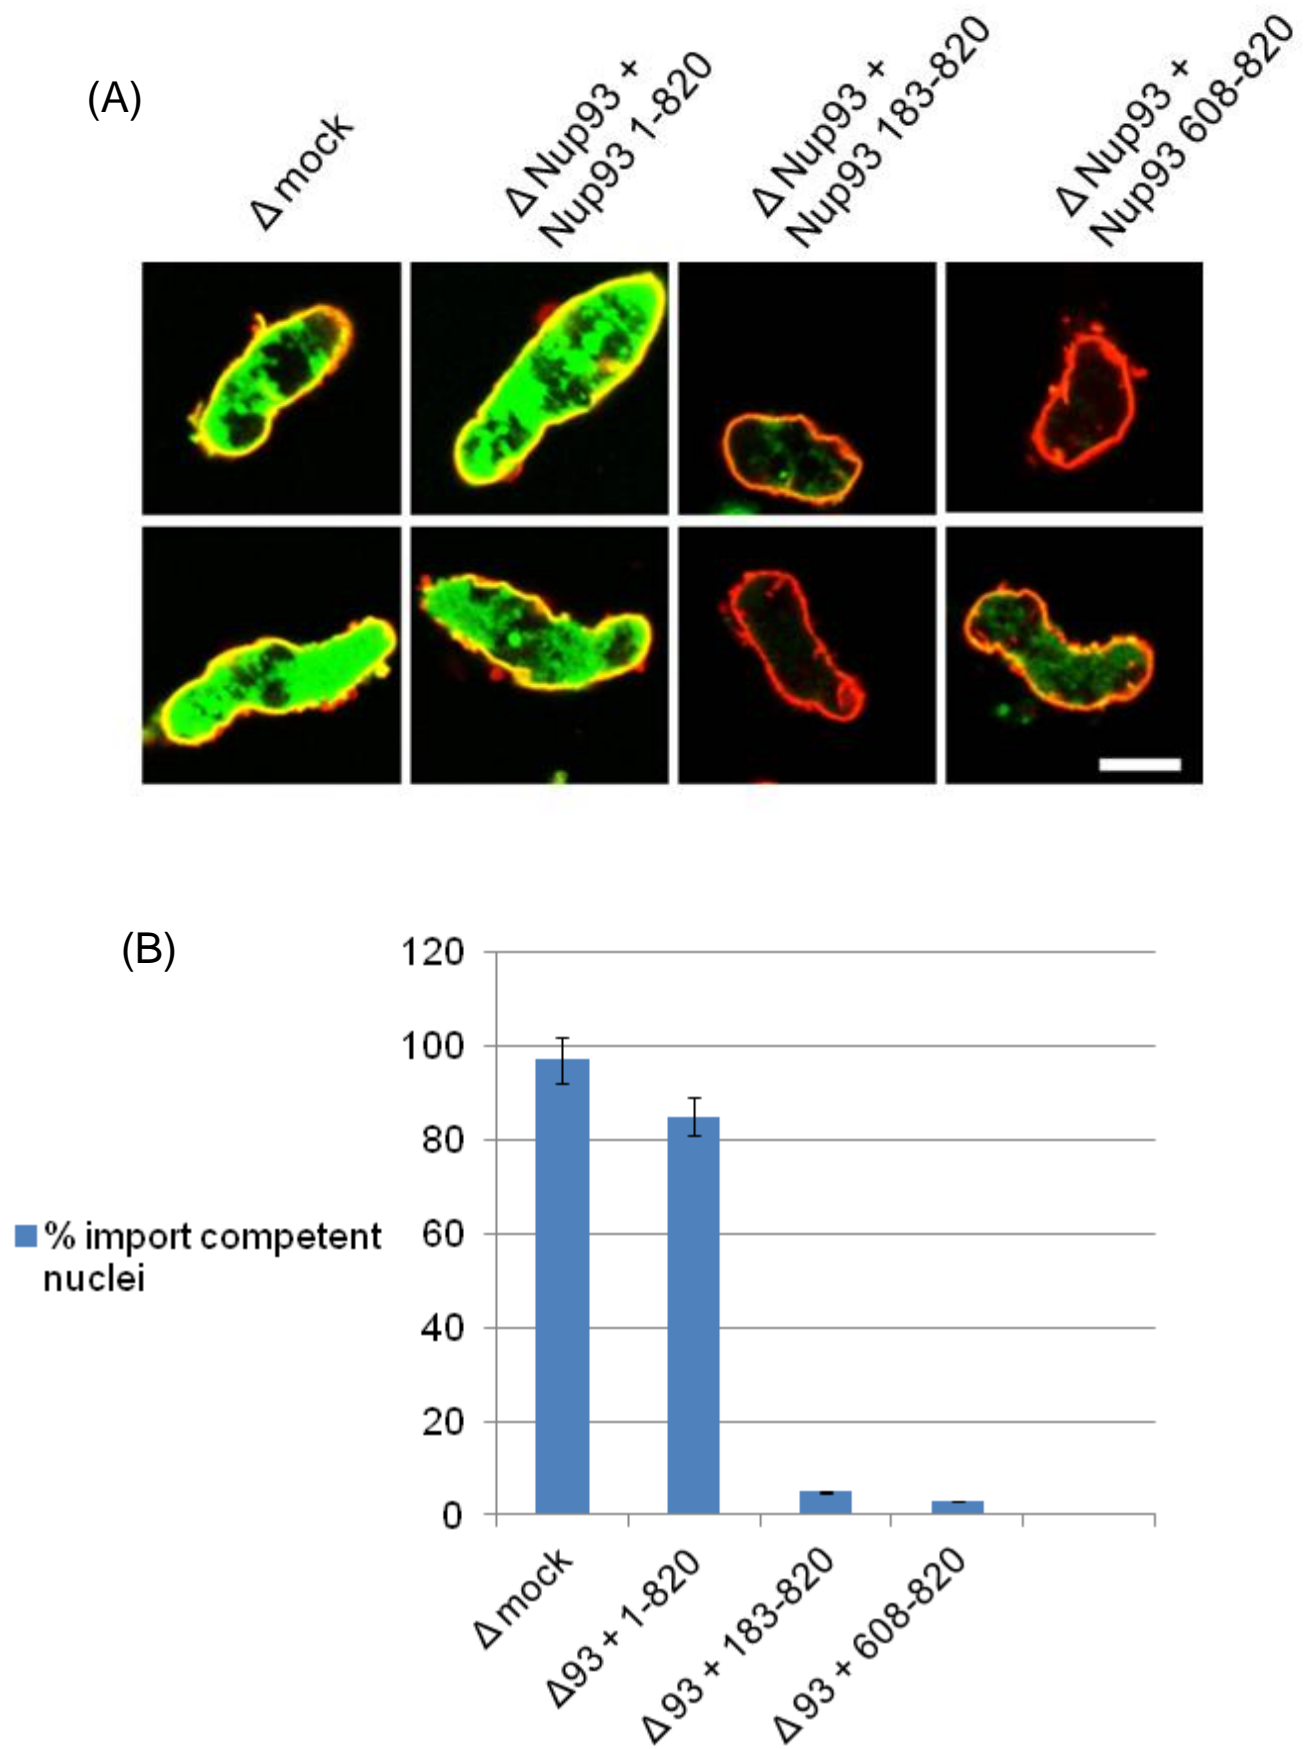 (A)
Δ mock
Δ Nup93 +
Nup93 1-820
Δ Nup93 +
Nup93 183-820
Δ Nup93 +
Nup93 608-820
(B)
120
100
80
60
40
20
0
% import competent
nuclei
Δ mock
Δ93 + 1-820
Δ 93 + 183-820
Δ 93 + 608-820